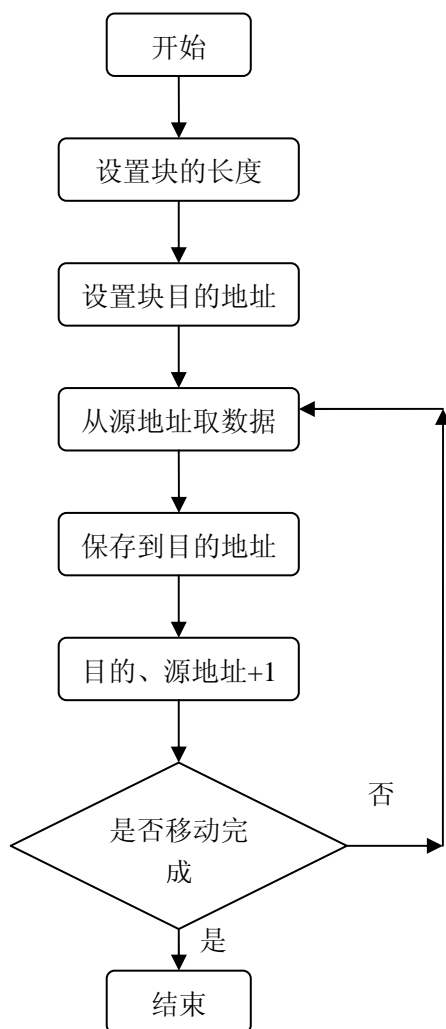 开始
设置块的长度
设置块目的地址
从源地址取数据
保存到目的地址
目的、源地址+1
否
是否移动完
成
是
结束